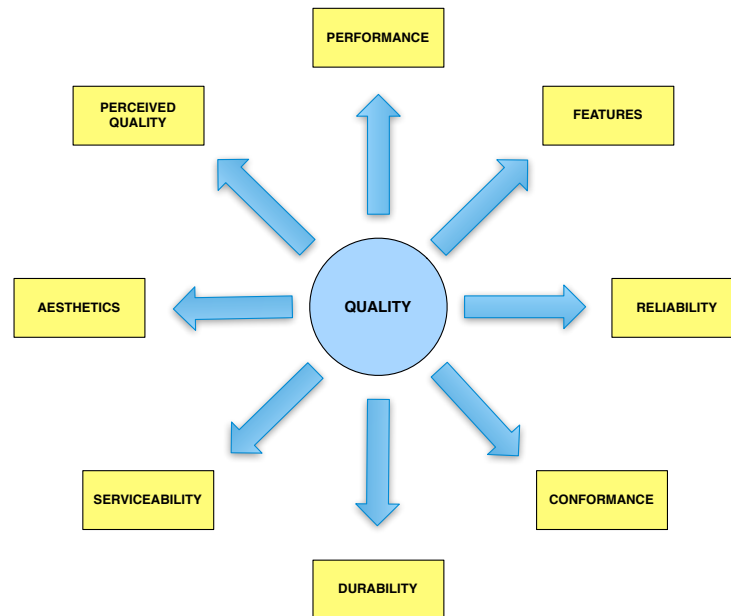 PERFORMANCE
PERCEIVED
QUALITY
FEATURES
AESTHETICS
QUALITY
RELIABILITY
SERVICEABILITY
CONFORMANCE
DURABILITY